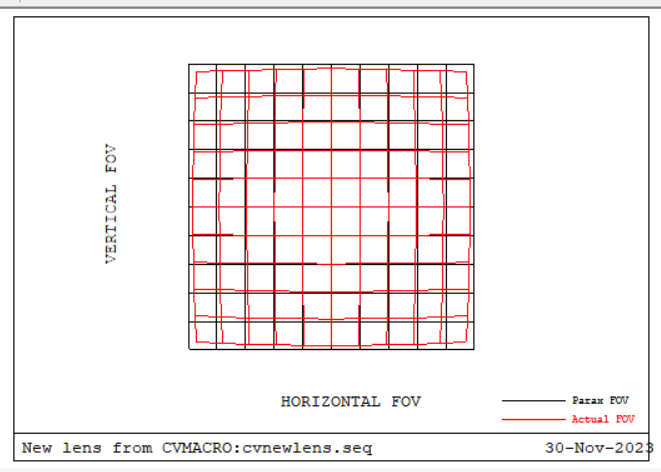 VERTICAL FOV
HORIZONTAL FOV
Parax FOV
Actual FOV
New lens from CVMACRO:cvnewlens.seq
30-Nov-2023